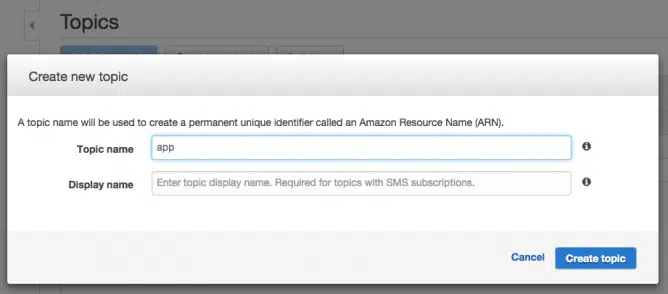 Topics
Create new topic
A topic name will be used to create a permanent unique identifier called an Amazon Resource Name (ARN).
Topic name
app
Display name
Enter topic display name. Required for topics with SMS subscriptions.
Cancel
Create topic